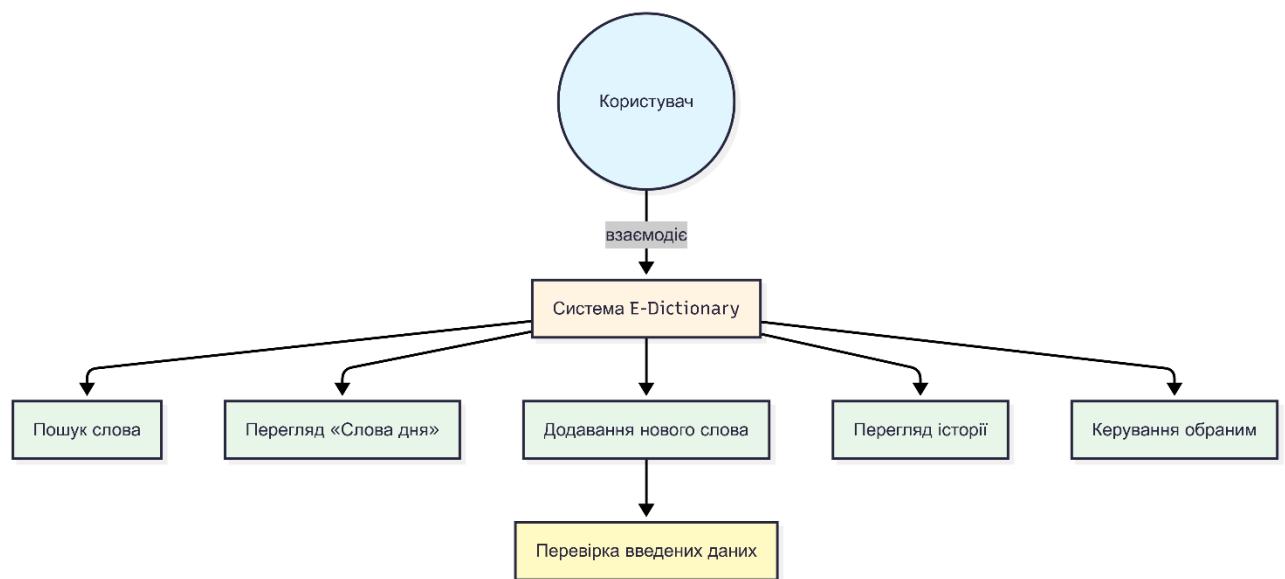 Користувач
взаємодіє
Система E-Dictionary
Пошук слова
Перегляд «Слова дня»
Додавання нового слова
Перегляд історії
Керування обраним
Перевірка введених даних